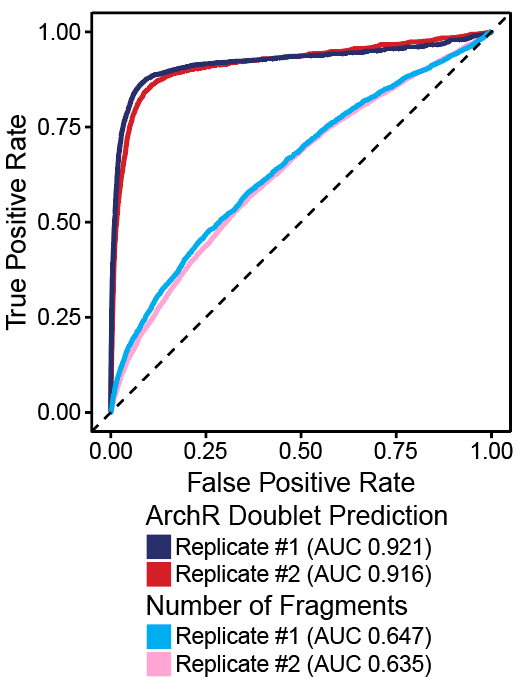 True Positive Rate
1.00
0.75
0.50
0.25
0.00
0.00 0.25 0.50 0.75 1.00
False Positive Rate
ArchR Doublet Prediction
Replicate #1 (AUC 0.921)
Replicate #2 (AUC 0.916)
Number of Fragments
Replicate #1 (AUC 0.647)
Replicate #2 (AUC 0.635)